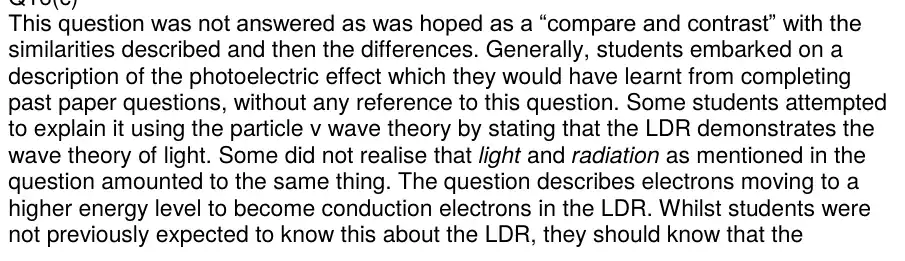 This question was not answered as was hoped as a “compare and contrast” with the
similarities described and then the differences. Generally, students embarked on a
description of the photoelectric effect which they would have learnt from completing
past paper questions, without any reference to this question. Some students attempted
to explain it using the particle v wave theory by stating that the LDR demonstrates the
wave theory of light. Some did not realise that light and radiation as mentioned in the
question amounted to the same thing. The question describes electrons moving to a
higher energy level to become conduction electrons in the LDR. Whilst students were
not previously expected to know this about the LDR, they should know that the